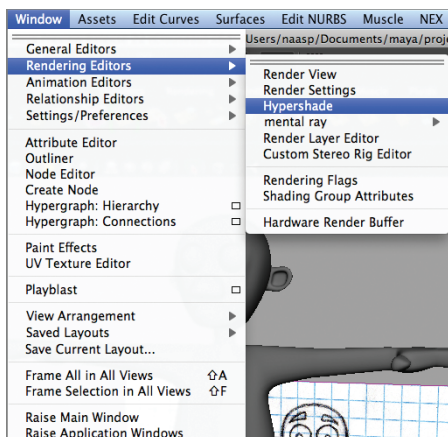 Window Assets Edit Curves Surfaces Edit NURBS Muscle NEX
Users/naasp/Documents/maya/proj
General Editors
Rendering Editors
Animation Editors
Relationship Editors
Settings/Preferences
Attribute Editor
Outliner
Node Editor
Create Node
Hypergraph: Hierarchy
Hypergraph: Connections
Paint Effects
UV Texture Editor
Playblast
View Arrangement
Saved Layouts
Save Current Layout...
Frame All in All Views ⇧A
Frame Selection in All Views ⇧F
Raise Main Window
Raise Application Windows
Render View
Render Settings
Hypershade
mental ray
Render Layer Editor
Custom Stereo Rig Editor
Rendering Flags
Shading Group Attributes
Hardware Render Buffer